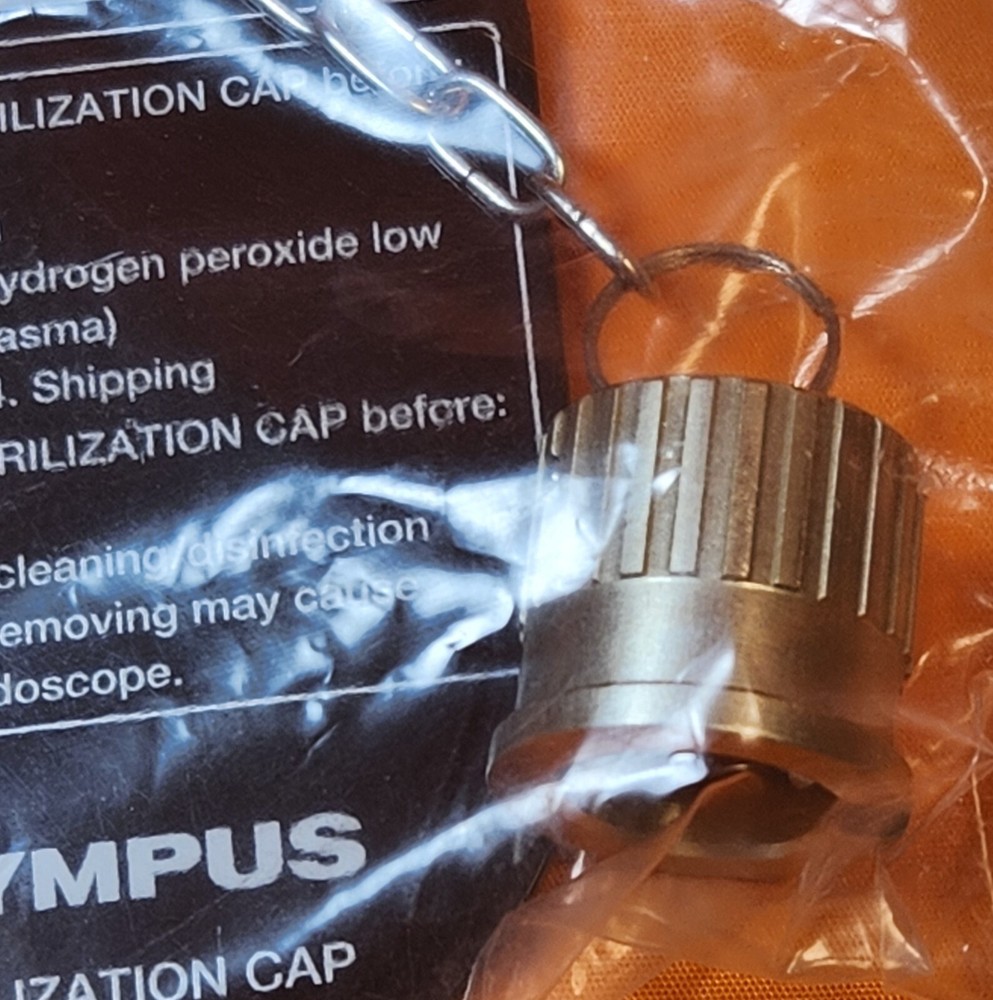 ILIZATION CAP before:
ydrogen peroxide low
asma)
4. Shipping
RILIZATION CAP before:
cleaning/disinfection
emoving may cause
doscope.
YMPUS
IZATION CAP